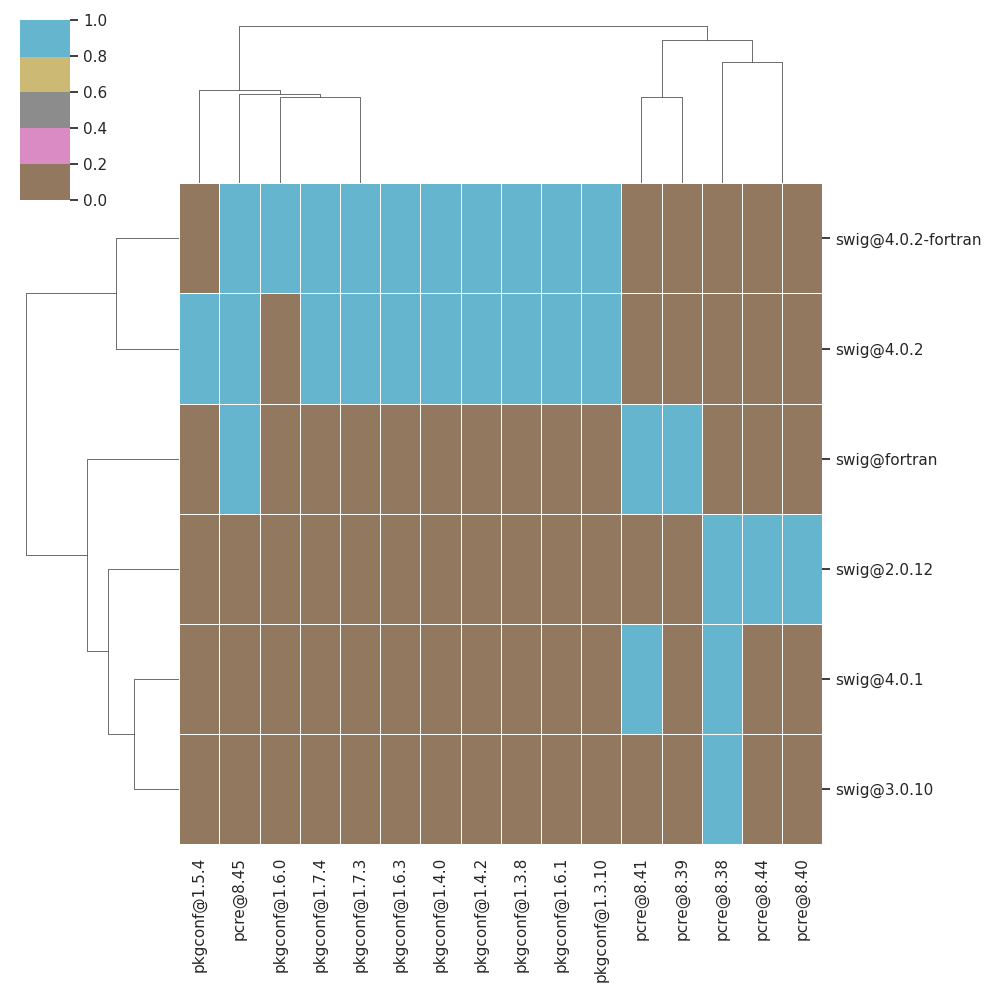 1.0
0.8
0.6
0.4
0.2
0.0
swig@4.0.2-fortran
swig@4.0.2
swig@fortran
swig@2.0.12
swig@4.0.1
swig@3.0.10
pkgconf@1.5.4
pcre@8.45
pkgconf@1.6.0
pkgconf@1.7.4
pkgconf@1.7.3
pkgconf@1.6.3
pkgconf@1.4.0
pkgconf@1.4.2
pkgconf@1.3.8
pkgconf@1.6.1
pkgconf@1.3.10
pcre@8.41
pcre@8.39
pcre@8.38
pcre@8.44
pcre@8.40